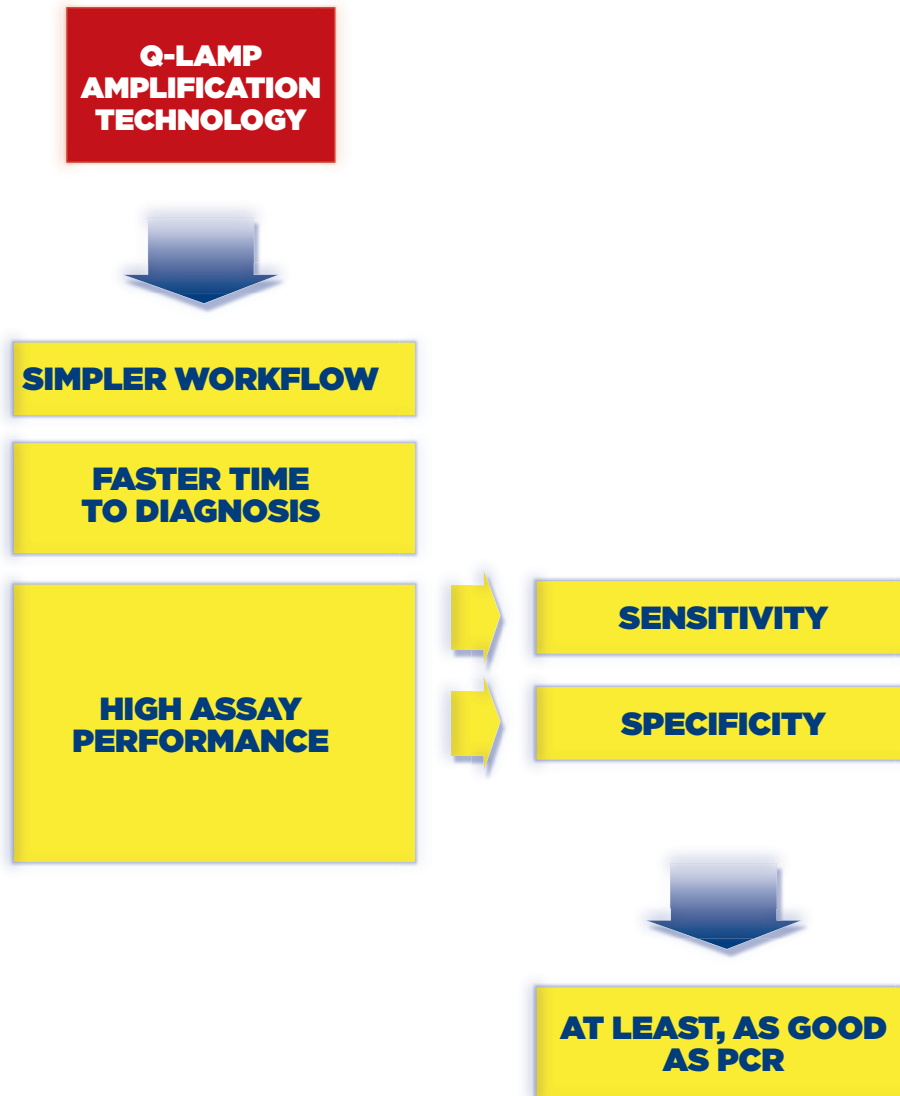 Q-LAMP
AMPLIFICATION
TECHNOLOGY
SIMPLER WORKFLOW
FASTER TIME
TO DIAGNOSIS
HIGH ASSAY
PERFORMANCE
SENSITIVITY
SPECIFICITY
AT LEAST, AS GOOD
AS PCR